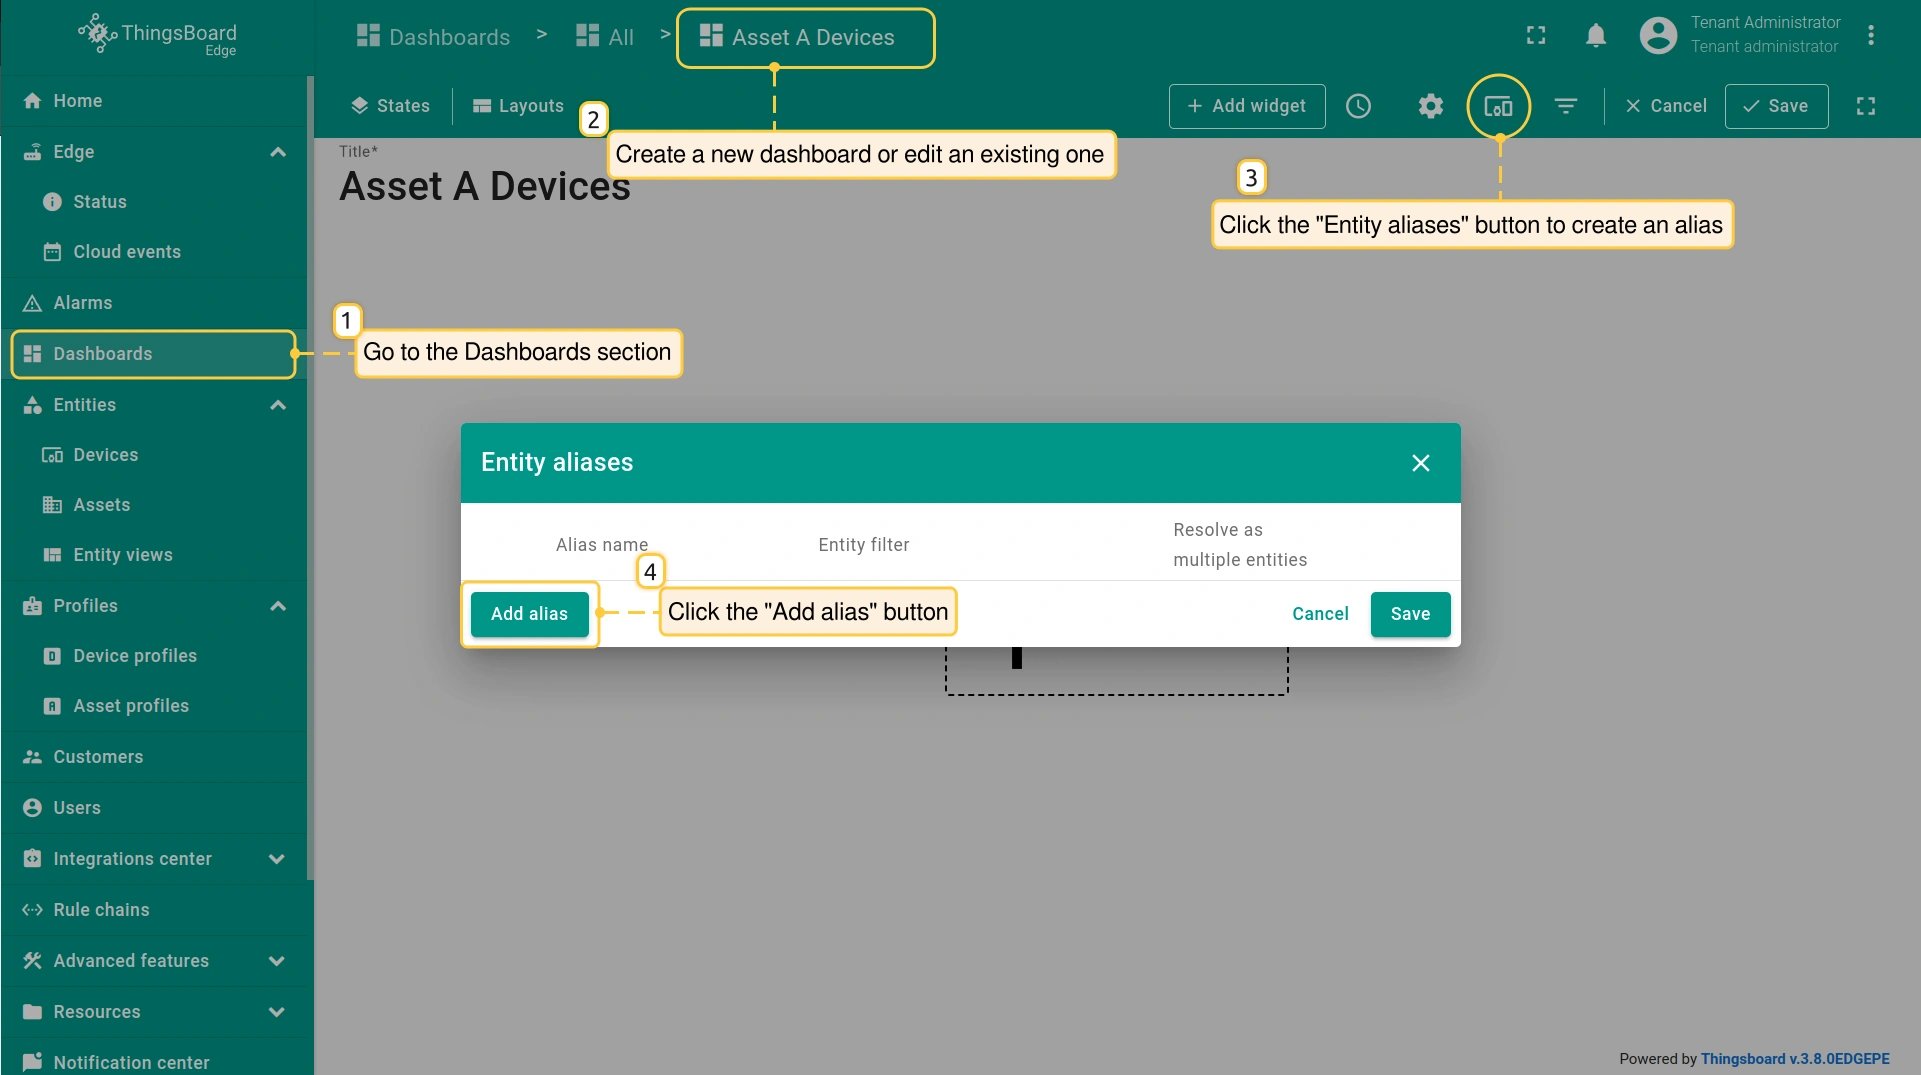 ThingsBoard
Edge
Dashboards > All > Asset A Devices
Tenant Administrator
Tenant administrator
Home
Edge
Status
Cloud events
Alarms
Dashboards
Entities
Devices
Assets
Entity views
Profiles
Device profiles
Asset profiles
Customers
Users
Integrations center
Rule chains
Advanced features
Resources
Notification center
States
Layouts
+ Add widget
Cancel
Save
2
Create a new dashboard or edit an existing one
Title*
Asset A Devices
3
Click the "Entity aliases" button to create an alias
1
Go to the Dashboards section
Entity aliases
Alias name
Entity filter
Resolve as
multiple entities
4
Add alias
Click the "Add alias" button
Cancel
Save
Powered by Thingsboard v.3.8.0EDGEPE